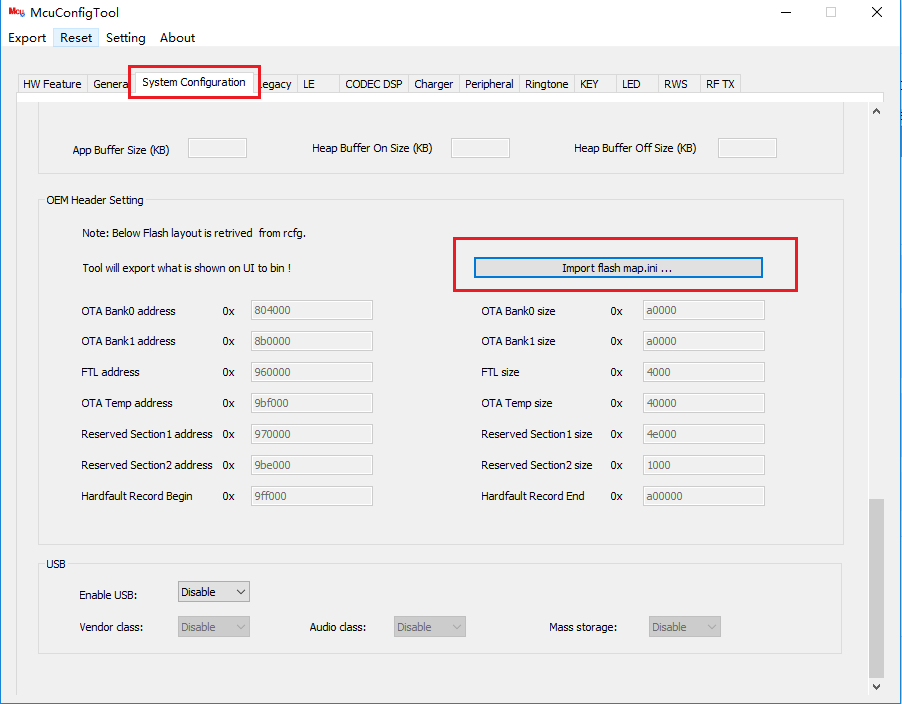 Mcu McuConfigTool
Export Reset Setting About
HW Feature General System Configuration Legacy LE CODEC DSP Charger Peripheral Ringtone KEY LED RWS RF TX
App Buffer Size (KB) Heap Buffer On Size (KB) Heap Buffer Off Size (KB)
OEM Header Setting
Note: Below Flash layout is retrived from rcfg.
Tool will export what is shown on UI to bin ! Import flash map.ini ...
OTA Bank0 address 0x 804000 OTA Bank0 size 0x a0000
OTA Bank1 address 0x 8b0000 OTA Bank1 size 0x a0000
FTL address 0x 960000 FTL size 0x 4000
OTA Temp address 0x 9bf000 OTA Temp size 0x 40000
Reserved Section1 address 0x 970000 Reserved Section1 size 0x 4e000
Reserved Section2 address 0x 9be000 Reserved Section2 size 0x 1000
Hardfault Record Begin 0x 9ff000 Hardfault Record End 0x a00000
USB
Enable USB: Disable
Vendor class: Disable Audio class: Disable Mass storage: Disable